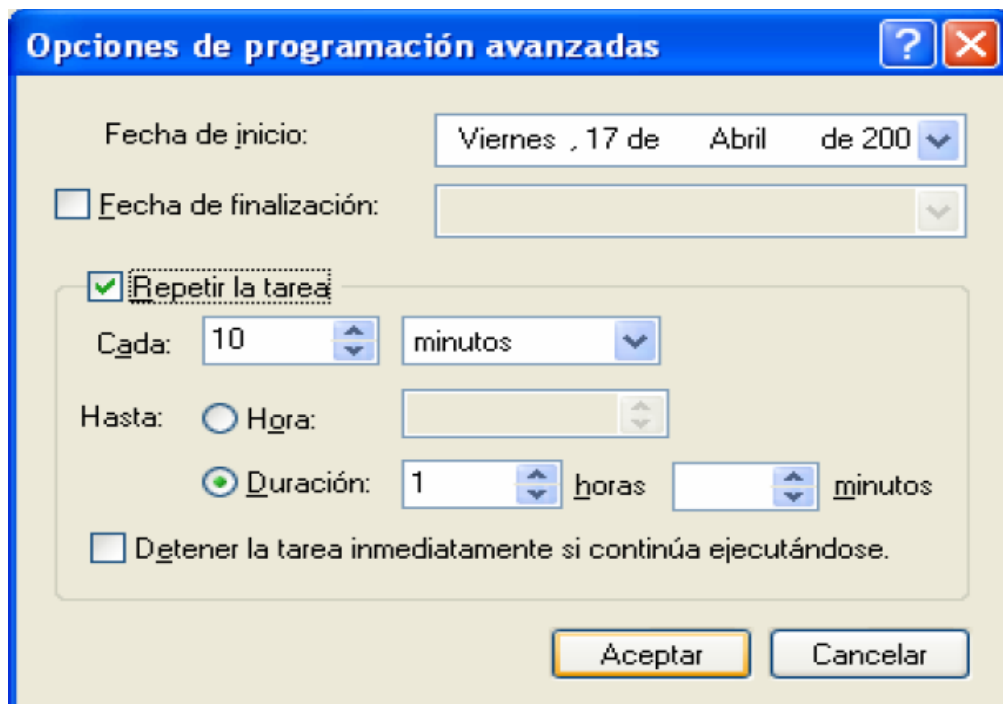 Opciones de programación avanzadas
Fecha de inicio: Viernes , 17 de Abril de 200
Fecha de finalización:
Repetir la tarea
Cada: 10 minutos
Hasta: Hora:
Duración: 1 horas minutos
Detener la tarea inmediatamente si continúa ejecutándose.
Aceptar Cancelar